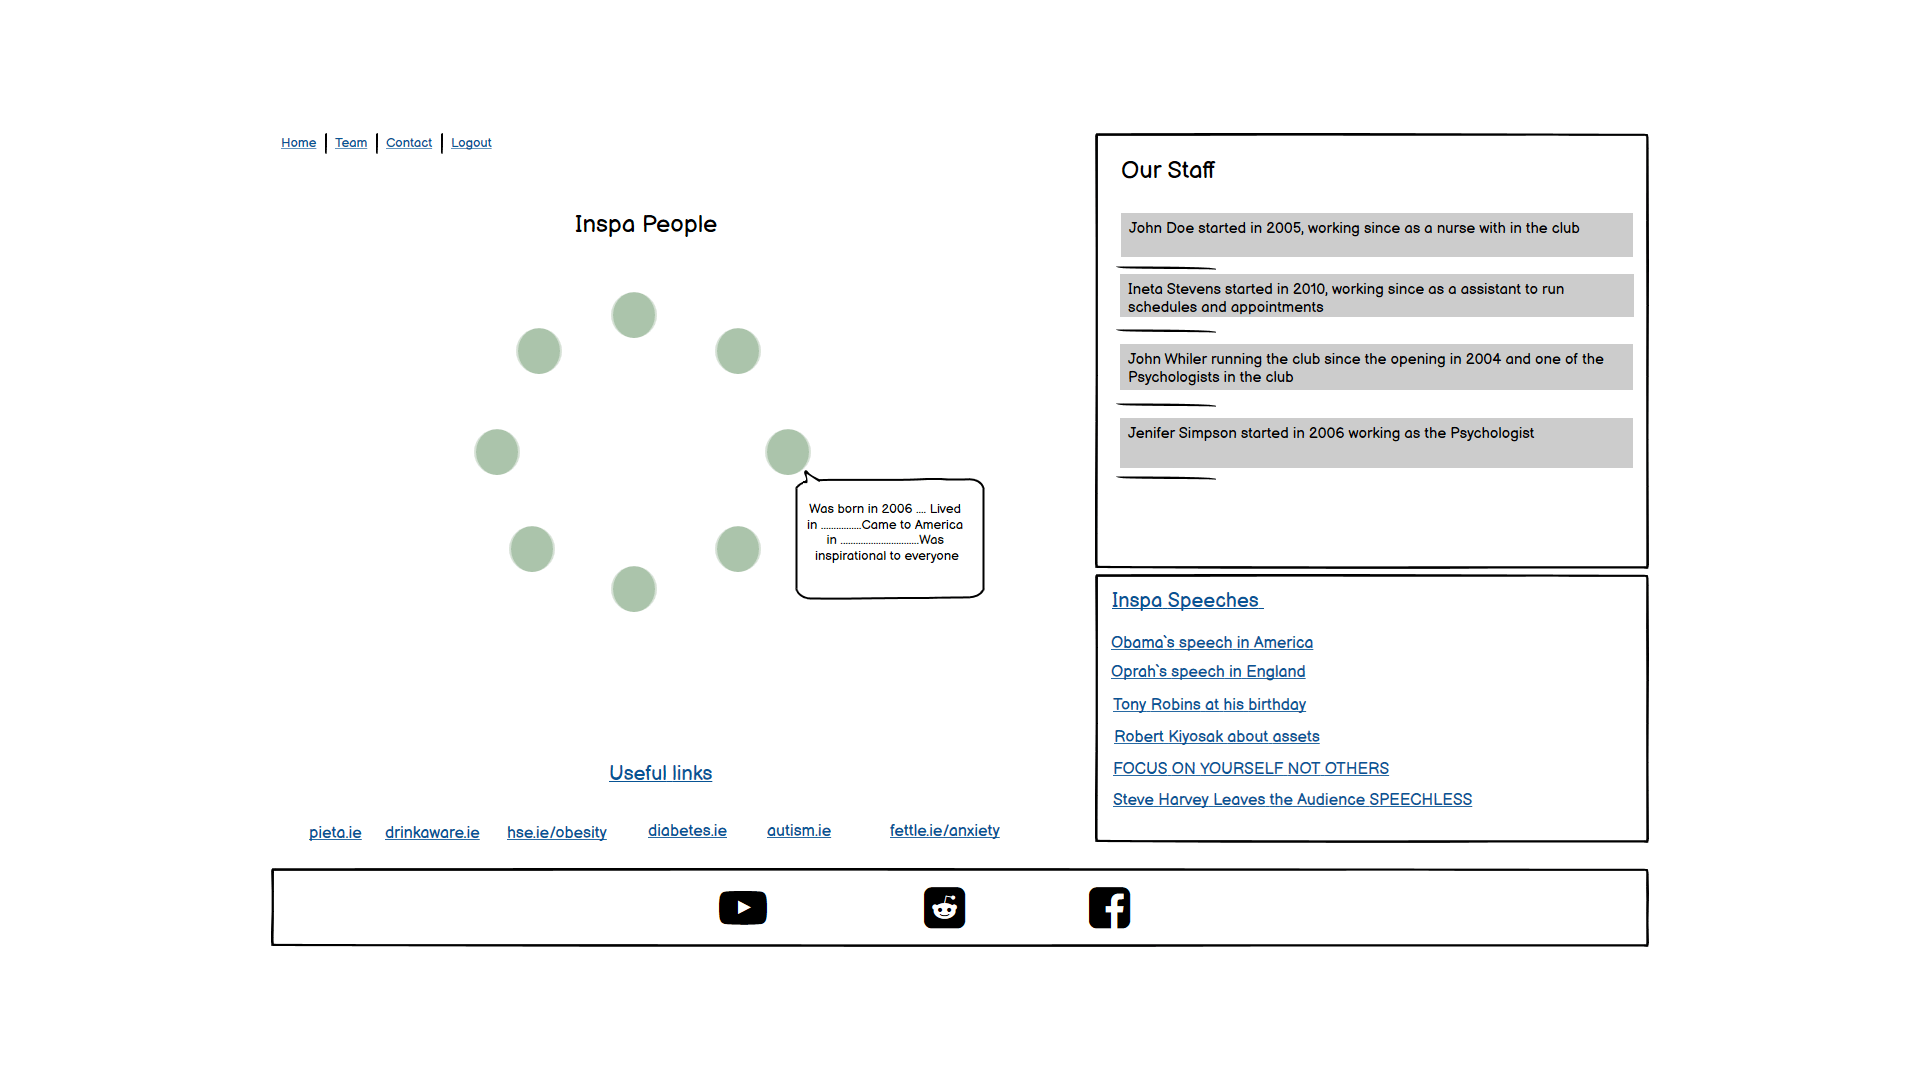 Home Team Contact Logout
Inspa People
Was born in 2006 .... Lived
in ................Came to America
in ...............................Was
inspirational to everyone
Useful links
pieta.ie drinkaware.ie hse.ie/obesity diabetes.ie autism.ie fettle.ie/anxiety
Our Staff
John Doe started in 2005, working since as a nurse with in the club
Ineta Stevens started in 2010, working since as a assistant to run
schedules and appointments
John Whiler running the club since the opening in 2004 and one of the
Psychologists in the club
Jenifer Simpson started in 2006 working as the Psychologist
Inspa Speeches
Obama`s speech in America
Oprah`s speech in England
Tony Robins at his birthday
Robert Kiyosak about assets
FOCUS ON YOURSELF NOT OTHERS
Steve Harvey Leaves the Audience SPEECHLESS